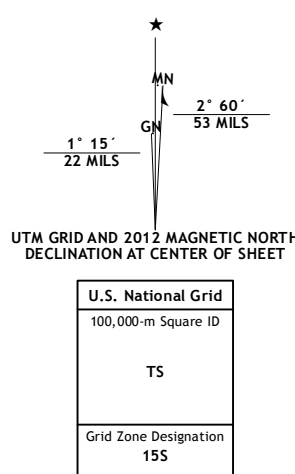 ★
MN
GN
2° 60´
53 MILS
1° 15´
22 MILS
UTM GRID AND 2012 MAGNETIC NORTH
DECLINATION AT CENTER OF SHEET
U.S. National Grid
100,000-m Square ID
TS
Grid Zone Designation
15S